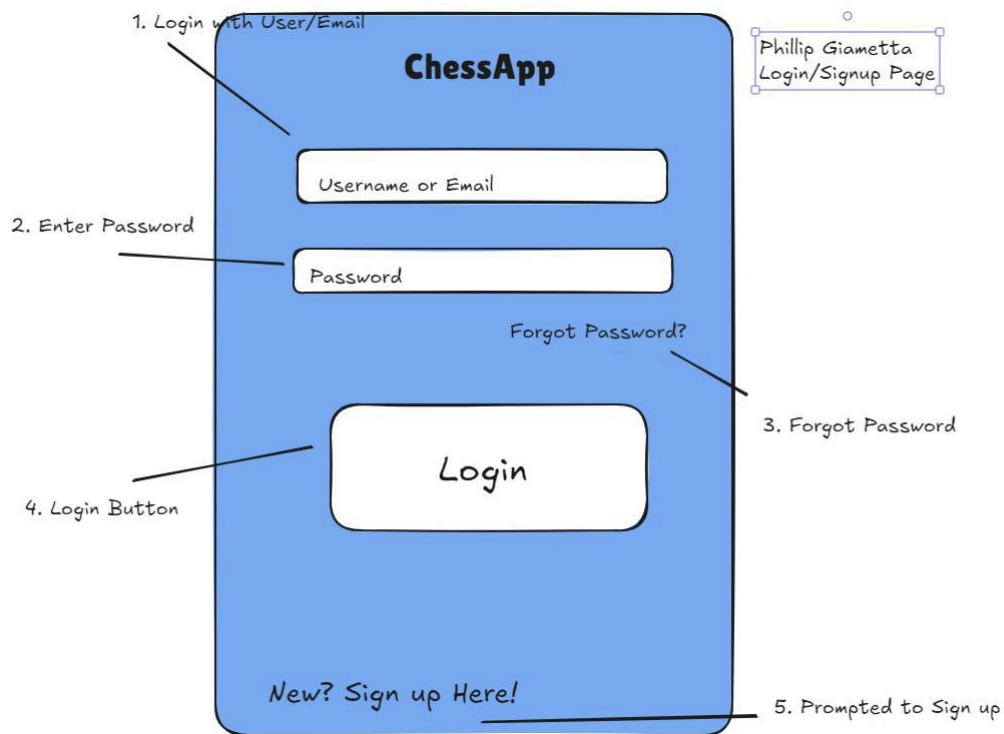 1. Login with User/Email
ChessApp
Phillip Giametta
Login/Signup Page
Username or Email
2. Enter Password
Password
Forgot Password?
3. Forgot Password
Login
4. Login Button
New? Sign up Here!
5. Prompted to Sign up